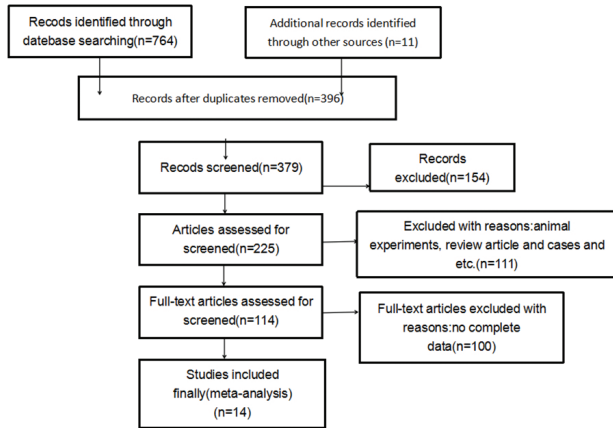 Recods identified through
datebase searching(n=764)
Additional records identified
through other sources (n=11)
Records after duplicates removed(n=396)
Recods screened(n=379)
Records
excluded(n=154)
Articles assessed for
screened(n=225)
Excluded with reasons:animal
experiments, review article and cases and
etc.(n=111)
Full-text articles assessed for
screened(n=114)
Full-text articles excluded with
reasons:no complete
data(n=100)
Studies included
finally(meta-analysis)
(n=14)